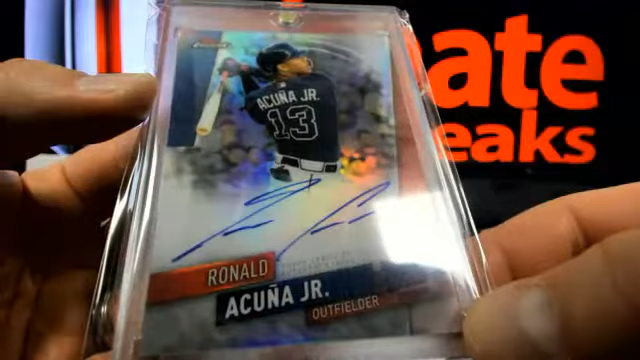 ate
eaks
ACUÑA JR.
13
RONALD
ACUÑA JR.
OUTFIELDER